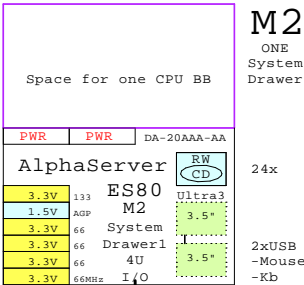 M2
ONE
System
Drawer
Space for one CPU BB
PWR PWR DA-20AAA-AA
AlphaServer RW
CD
24x
3.3V 133 ES80 Ultra3
1.5V AGP M2 3.5"
3.3V 66 System
3.3V 66 Drawer1 2xUSB
3.3V 66 4U 3.5" -Mouse
3.3V 66MHz I/O -Kb